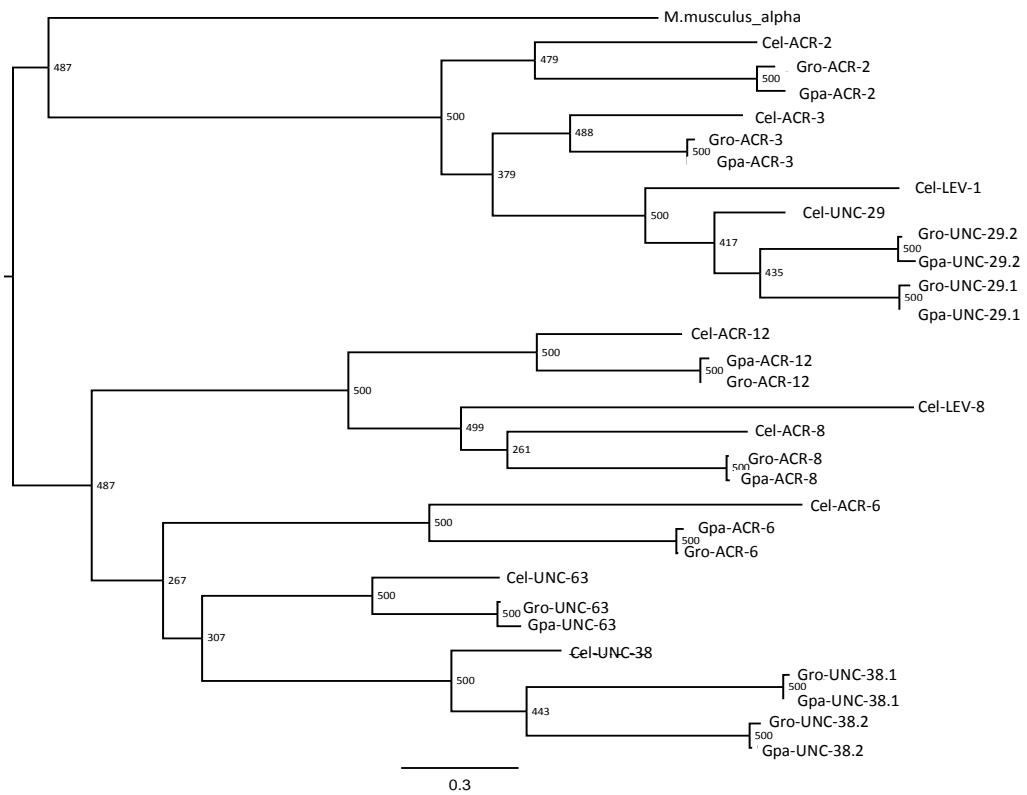 M.musculus_alpha
Cel-ACR-2
487
479
Gro-ACR-2
500
Gpa-ACR-2
500
Cel-ACR-3
488
Gro-ACR-3
500
Gpa-ACR-3
379
Cel-LEV-1
500
Cel-UNC-29
417
Gro-UNC-29.2
500
Gpa-UNC-29.2
435
Gro-UNC-29.1
500
Gpa-UNC-29.1
Cel-ACR-12
500
Gpa-ACR-12
500
Gro-ACR-12
500
Cel-LEV-8
499
Cel-ACR-8
261
Gro-ACR-8
500
Gpa-ACR-8
487
Cel-ACR-6
500
Gpa-ACR-6
500
Gro-ACR-6
267
Cel-UNC-63
500
Gro-UNC-63
500
Gpa-UNC-63
307
Cel-UNC-38
500
Gro-UNC-38.1
500
Gpa-UNC-38.1
443
Gro-UNC-38.2
500
Gpa-UNC-38.2
0.3